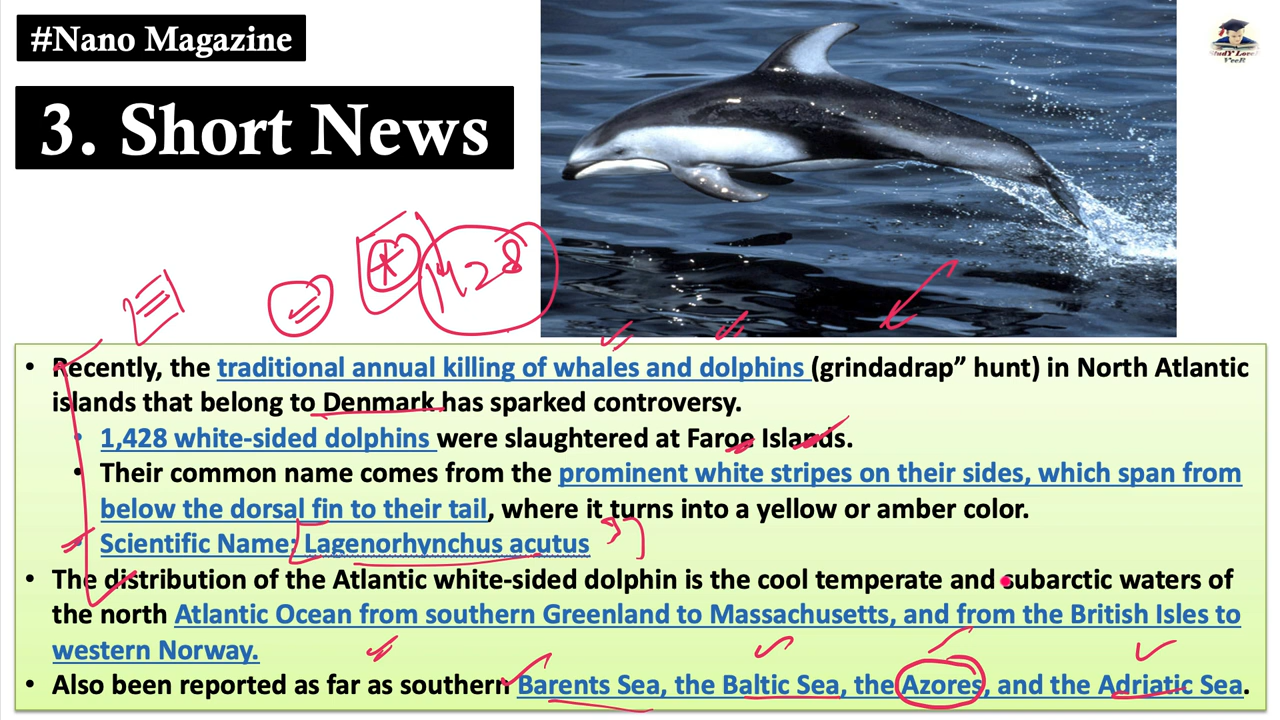 #Nano Magazine
3. Short News
StudY Lover
VeeR
1428
• Recently, the traditional annual killing of whales and dolphins (grindadrap” hunt) in North Atlantic
islands that belong to Denmark has sparked controversy.
• 1,428 white-sided dolphins were slaughtered at Faroe Islands.
• Their common name comes from the prominent white stripes on their sides, which span from
below the dorsal fin to their tail, where it turns into a yellow or amber color.
• Scientific Name: Lagenorhynchus acutus
• The distribution of the Atlantic white-sided dolphin is the cool temperate and subarctic waters of
the north Atlantic Ocean from southern Greenland to Massachusetts, and from the British Isles to
western Norway.
• Also been reported as far as southern Barents Sea, the Baltic Sea, the Azores, and the Adriatic Sea.